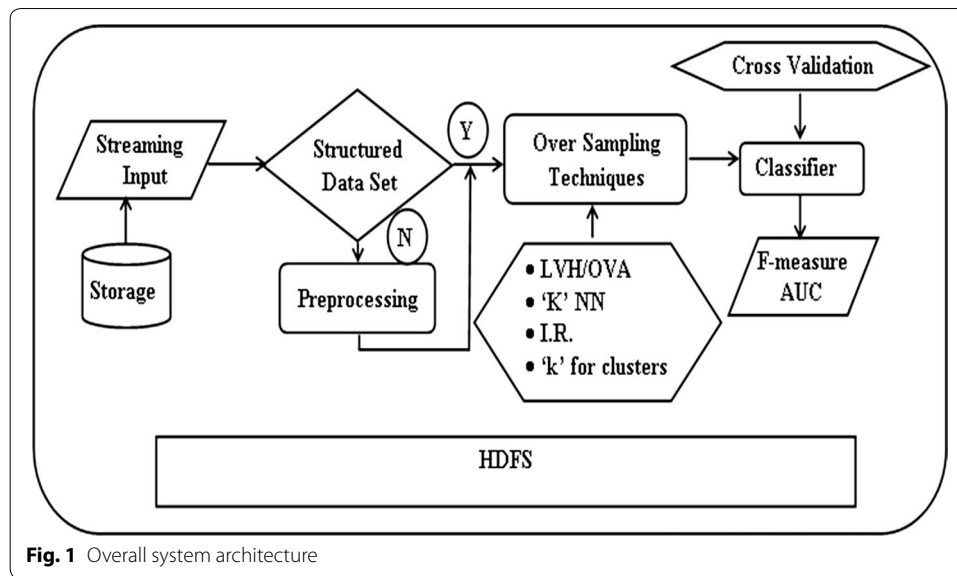 Cross Validation
Streaming
Input
Structured
Data Set
Y
Over Sampling
Techniques
Classifier
N
Storage
Preprocessing
• LVH/OVA
• ‘K’ NN
• I.R.
• ‘k’ for clusters
F-measure
AUC
HDFS
Fig. 1 Overall system architecture